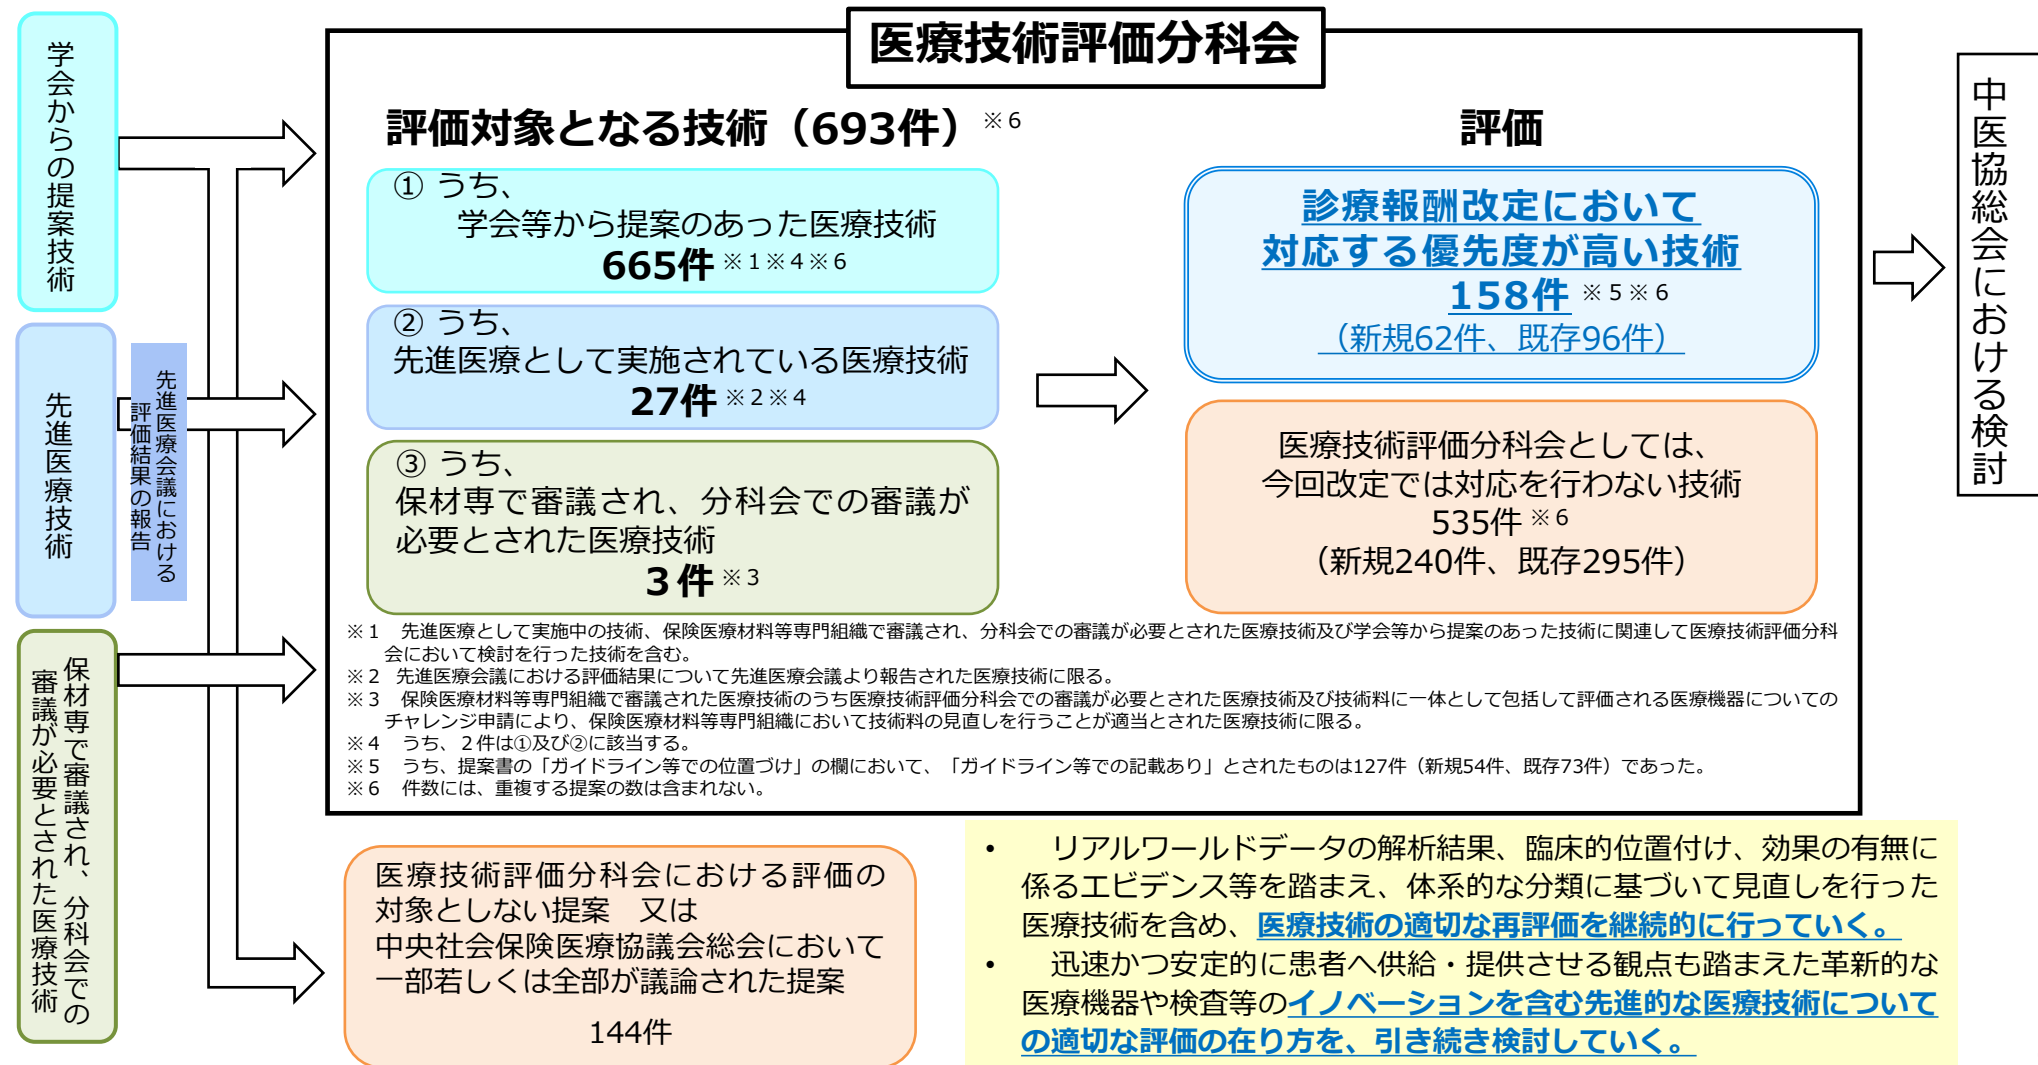 医療技術評価分科会
学会からの提案技術
先進医療技術
先進医療会議における
評価結果の報告
保材専で審議され、分科会での
審議が必要とされた医療技術
評価対象となる技術（693件）※６
① うち、
学会等から提案のあった医療技術
665件 ※１※４※６
② うち、
先進医療として実施されている医療技術
27件 ※２※４
③ うち、
保材専で審議され、分科会での審議が
必要とされた医療技術
３件 ※３
評価
診療報酬改定において
対応する優先度が高い技術
158件 ※５※６
（新規62件、既存96件）
医療技術評価分科会としては、
今回改定では対応を行わない技術
535件 ※６
（新規240件、既存295件）
※１　先進医療として実施中の技術、保険医療材料等専門組織で審議され、分科会での審議が必要とされた医療技術及び学会等から提案のあった技術に関連して医療技術評価分科
会において検討を行った技術を含む。
※２　先進医療会議における評価結果について先進医療会議より報告された医療技術に限る。
※３　保険医療材料等専門組織で審議された医療技術のうち医療技術評価分科会での審議が必要とされた医療技術及び技術料に一体として包括して評価される医療機器についての
チャレンジ申請により、保険医療材料等専門組織において技術料の見直しを行うことが適当とされた医療技術に限る。
※４　うち、２件は①及び②に該当する。
※５　うち、提案書の「ガイドライン等での位置づけ」の欄において、「ガイドライン等での記載あり」とされたものは127件（新規54件、既存73件）であった。
※６　件数には、重複する提案の数は含まれない。
中医協総会における検討
医療技術評価分科会における評価の
対象としない提案　又は
中央社会保険医療協議会総会において
一部若しくは全部が議論された提案
144件
•　リアルワールドデータの解析結果、臨床的位置付け、効果の有無に
係るエビデンス等を踏まえ、体系的な分類に基づいて見直しを行った
医療技術を含め、医療技術の適切な再評価を継続的に行っていく。
•　迅速かつ安定的に患者へ供給・提供させる観点も踏まえた革新的な
医療機器や検査等のイノベーションを含む先進的な医療技術について
の適切な評価の在り方を、引き続き検討していく。